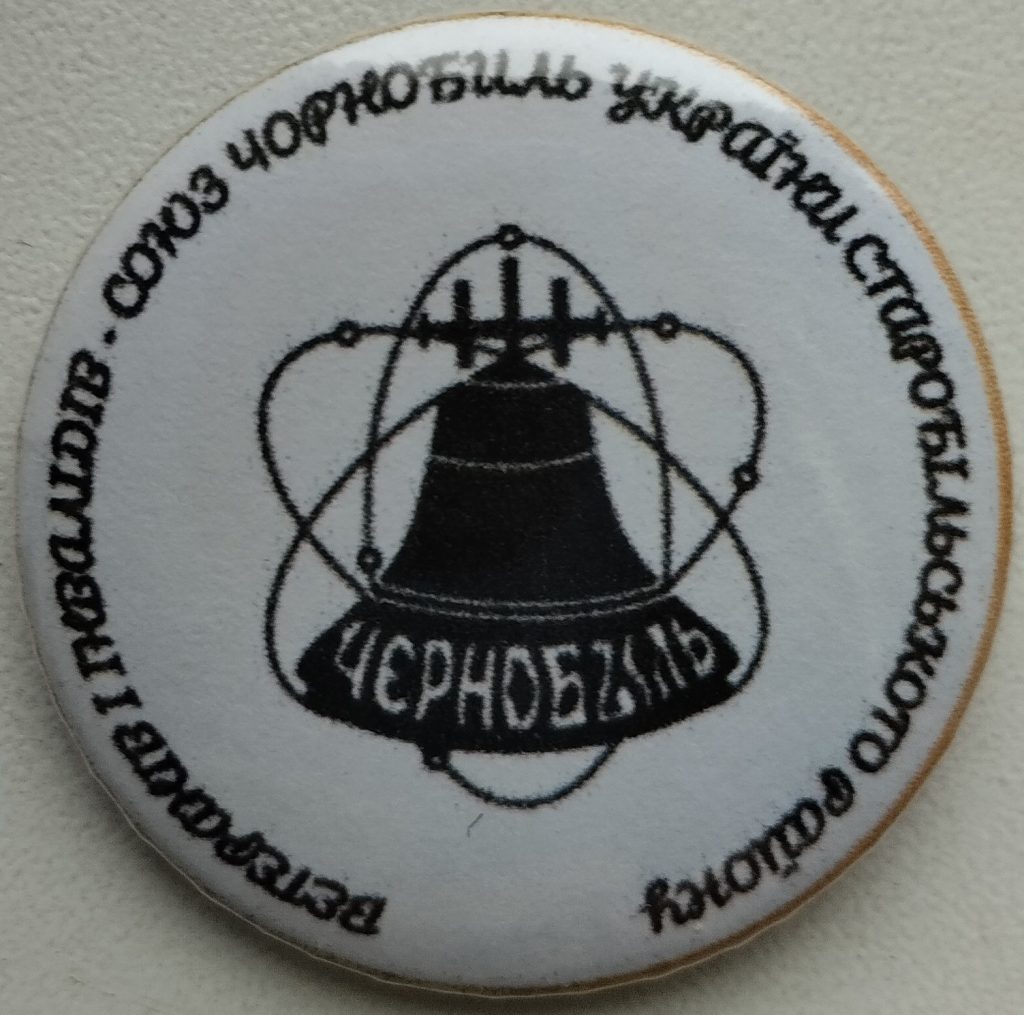 ВЕТЕРАНІВ І ІНВАЛІДІВ - СОЮЗ ЧОРНОБИЛЬ УКРАЇНИ СТАРОБІЛЬСЬКОГО РАЙОНУ
ЧЕРНОБЫЛЬ